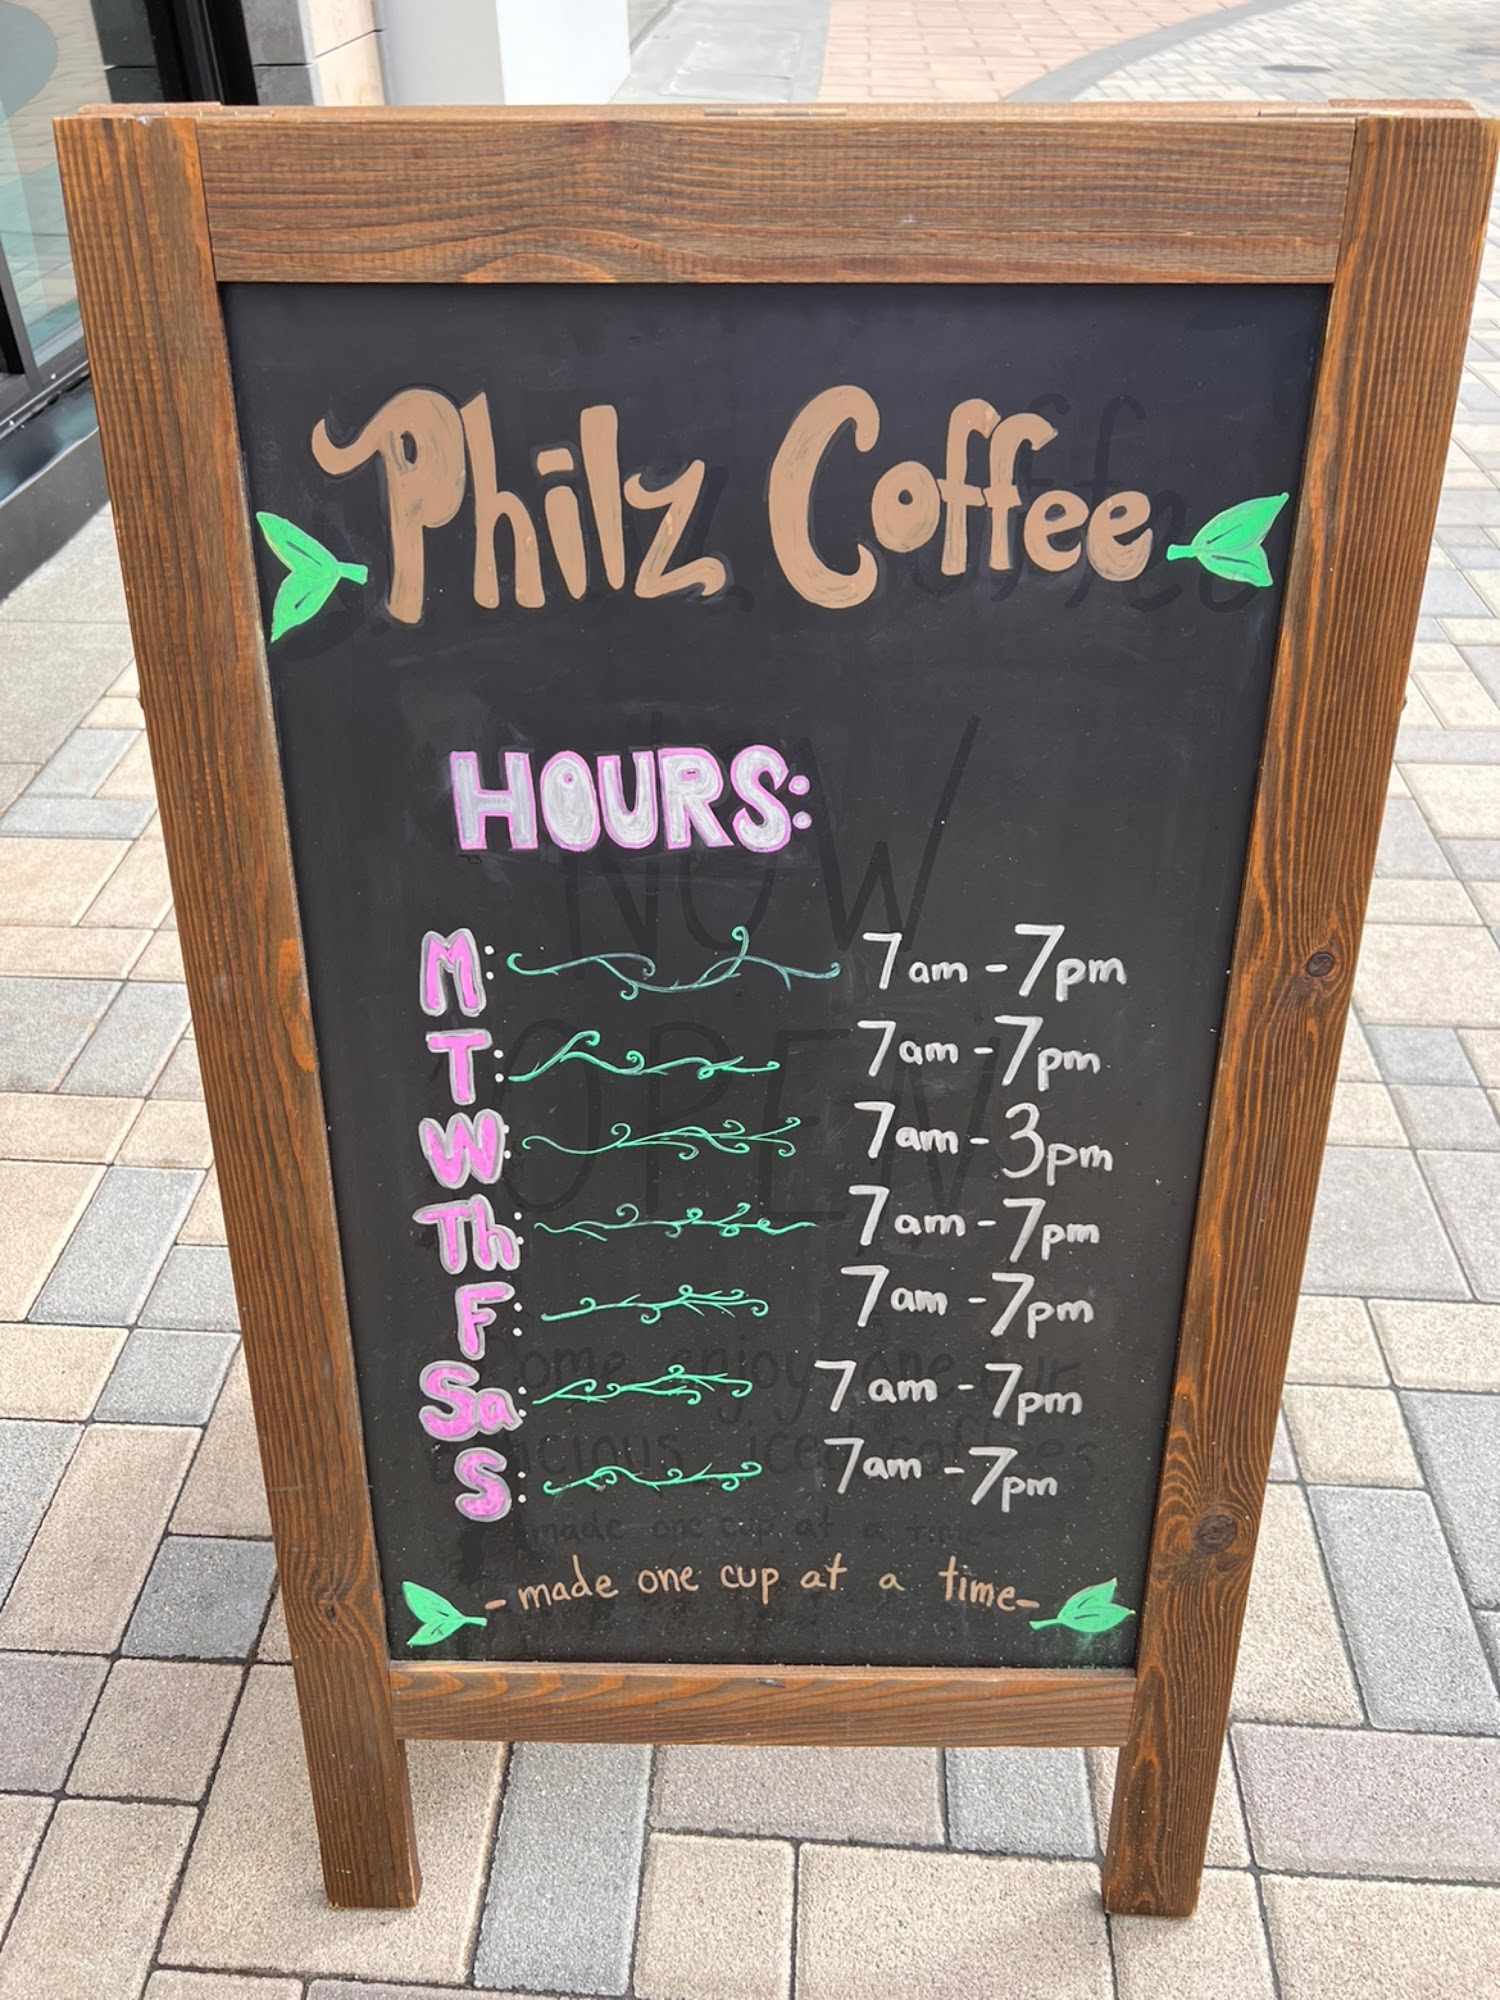 Philz Coffee
HOURS:
M: 7am - 7pm
T: 7am - 7pm
W: 7am - 3pm
Th: 7am - 7pm
F: 7am - 7pm
Sa: 7am - 7pm
S: 7am - 7pm
- made one cup at a time -